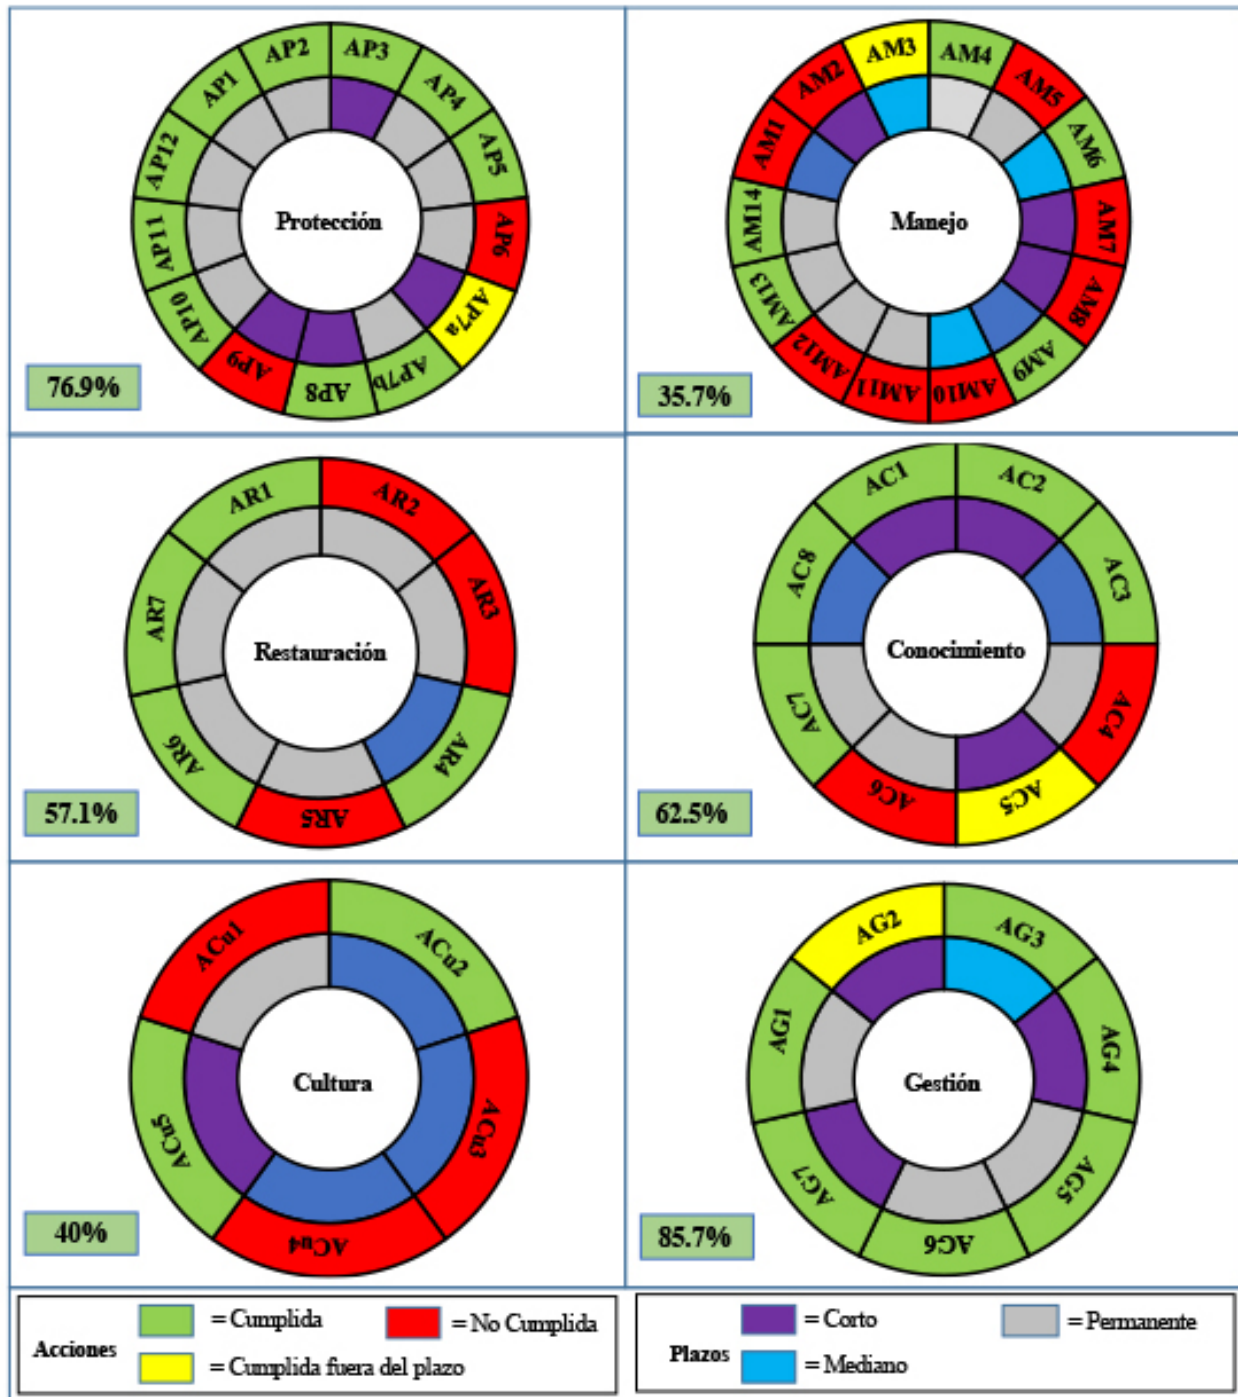 AP1
AP2
AP3
AP4
AP5
AP6
AP7a
AP7b
AP8
AP9
AP10
AP11
AP12
Protección
76.9%
AM1
AM2
AM3
AM4
AM5
AM6
AM7
AM8
AM9
AM10
AM11
AM12
AM13
AM14
Manejo
35.7%
AR1
AR2
AR3
AR4
AR5
AR6
AR7
Restauración
57.1%
AC1
AC2
AC3
AC4
AC5
AC6
AC7
AC8
Conocimiento
62.5%
ACu1
ACu2
ACu3
ACu4
ACu5
Cultura
40%
AG1
AG2
AG3
AG4
AG5
AG6
AG7
Gestión
85.7%
Acciones
= Cumplida
= No Cumplida
= Cumplida fuera del plazo
Plazos
= Corto
= Permanente
= Mediano